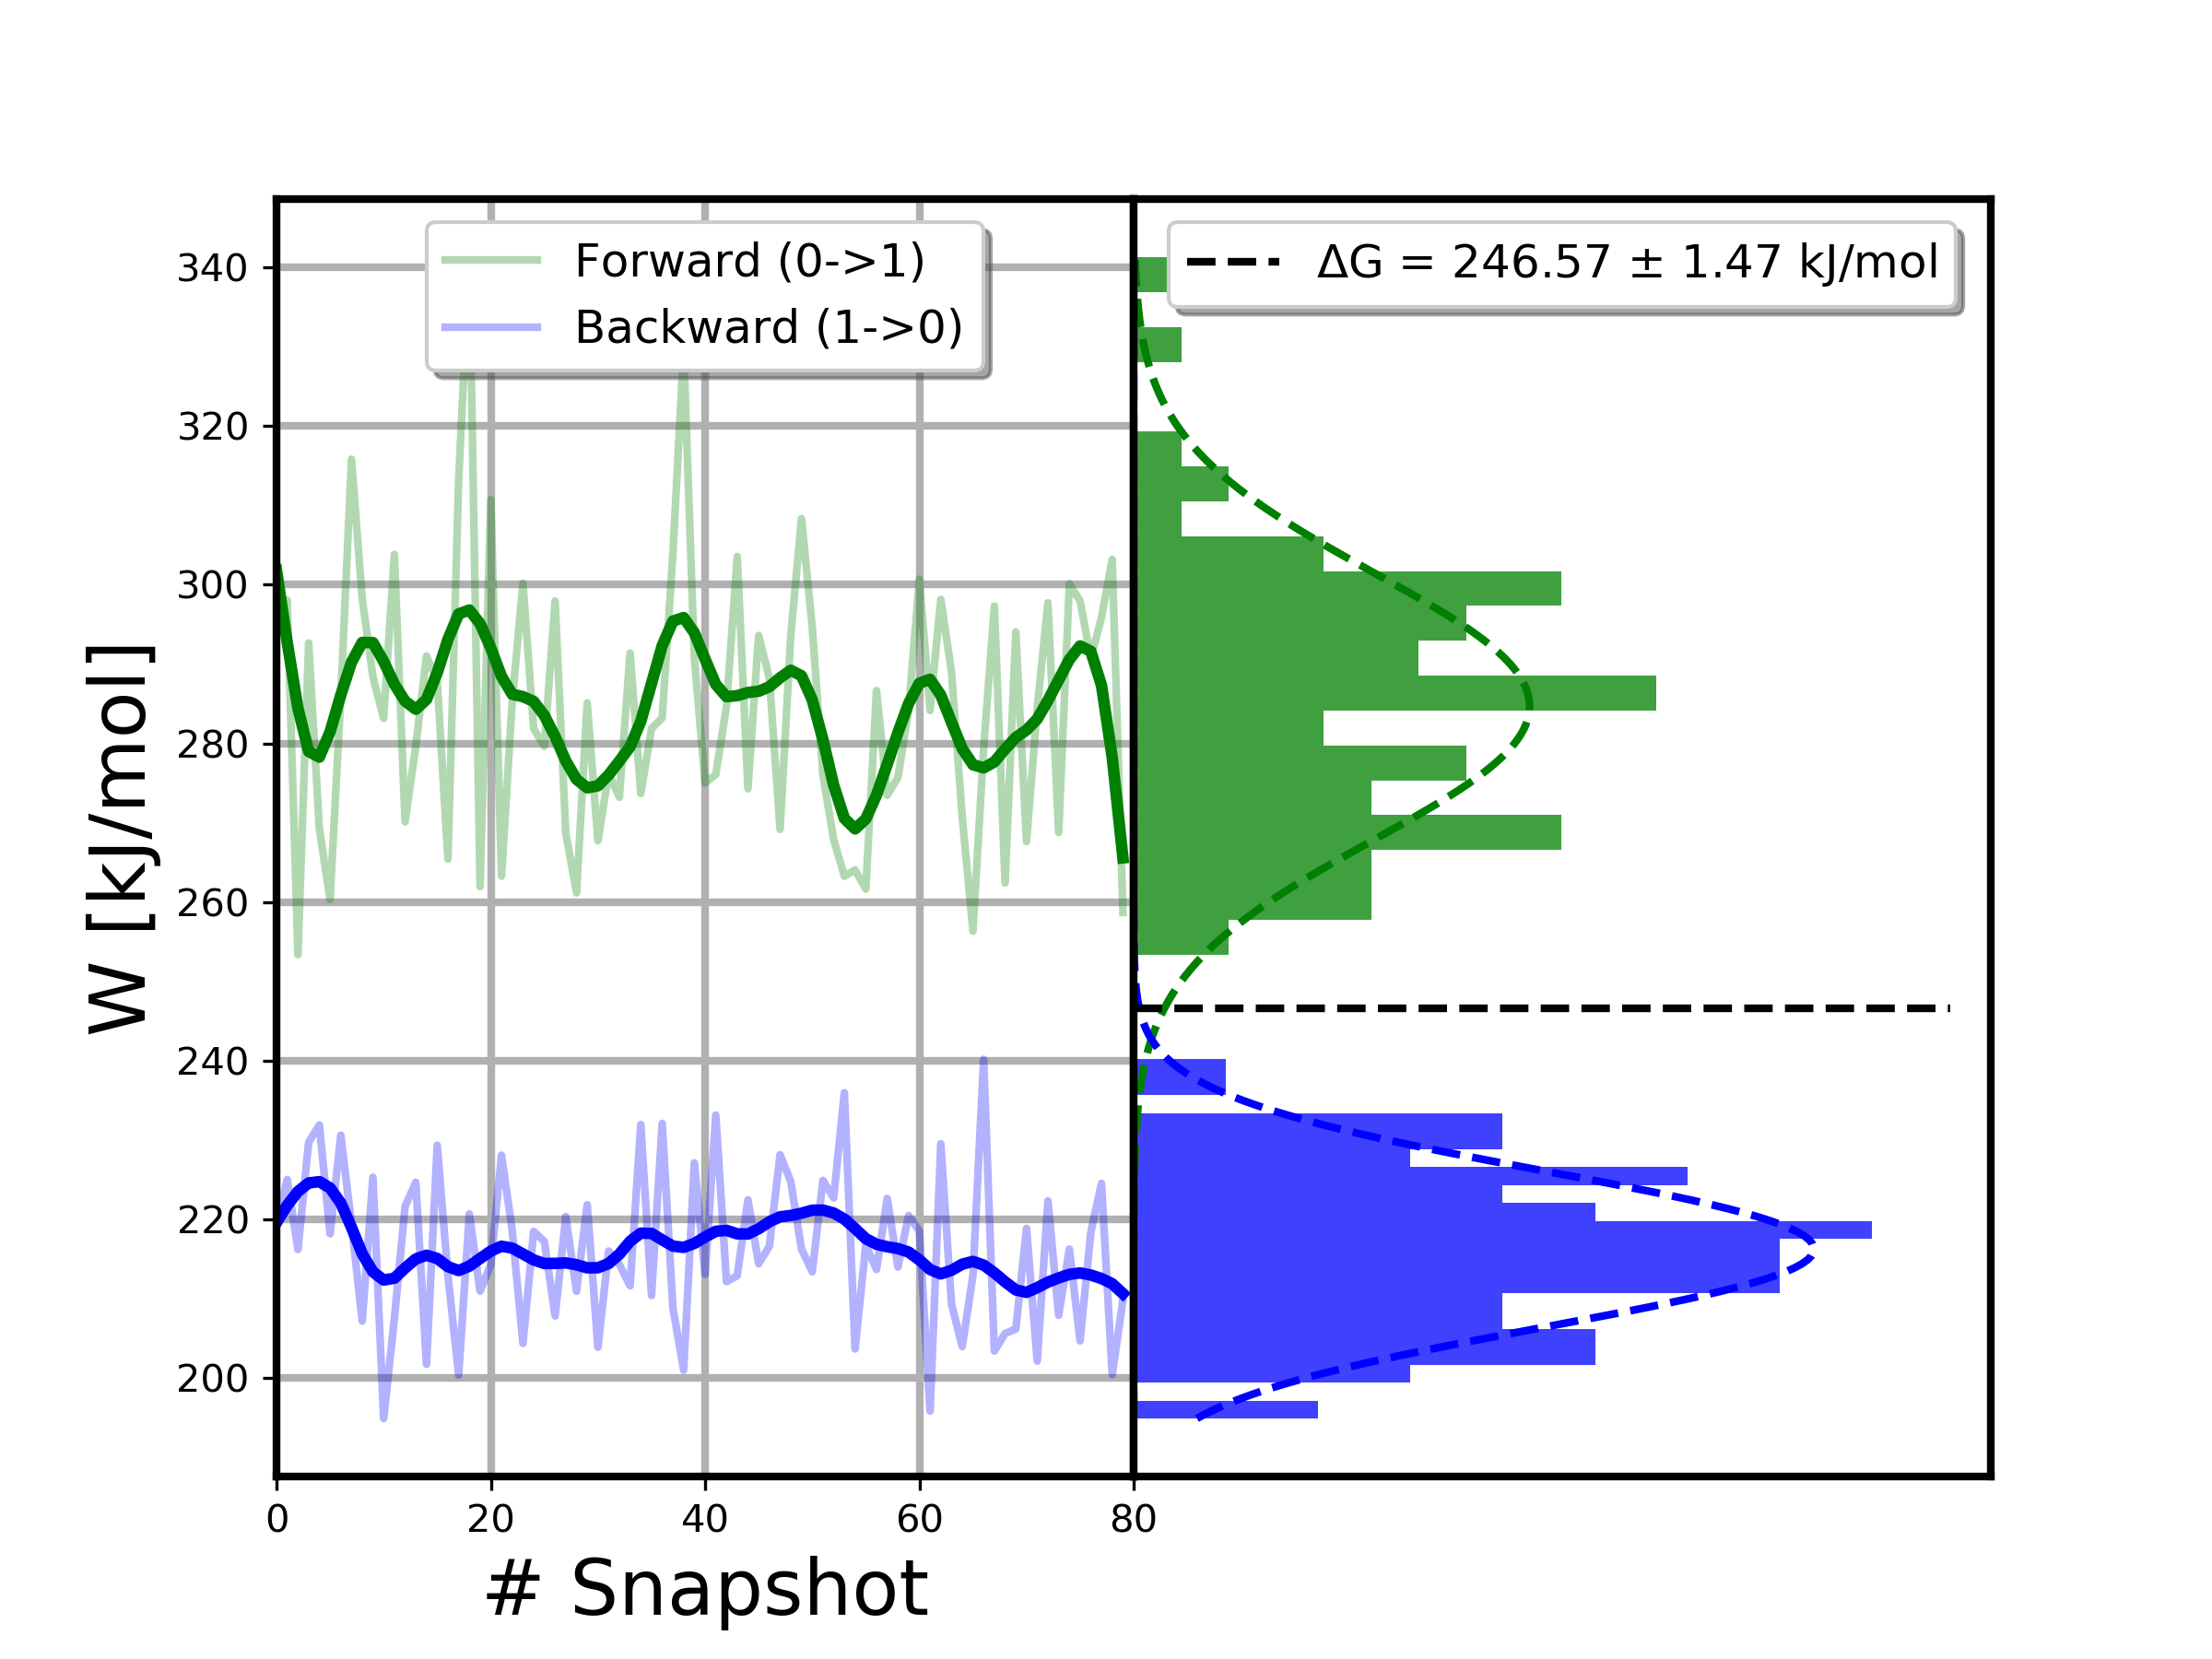 Forward (0->1)
Backward (1->0)
ΔG = 246.57 ± 1.47 kJ/mol
W [kJ/mol]
340
320
300
280
260
240
220
200
0 20 40 60 80
# Snapshot